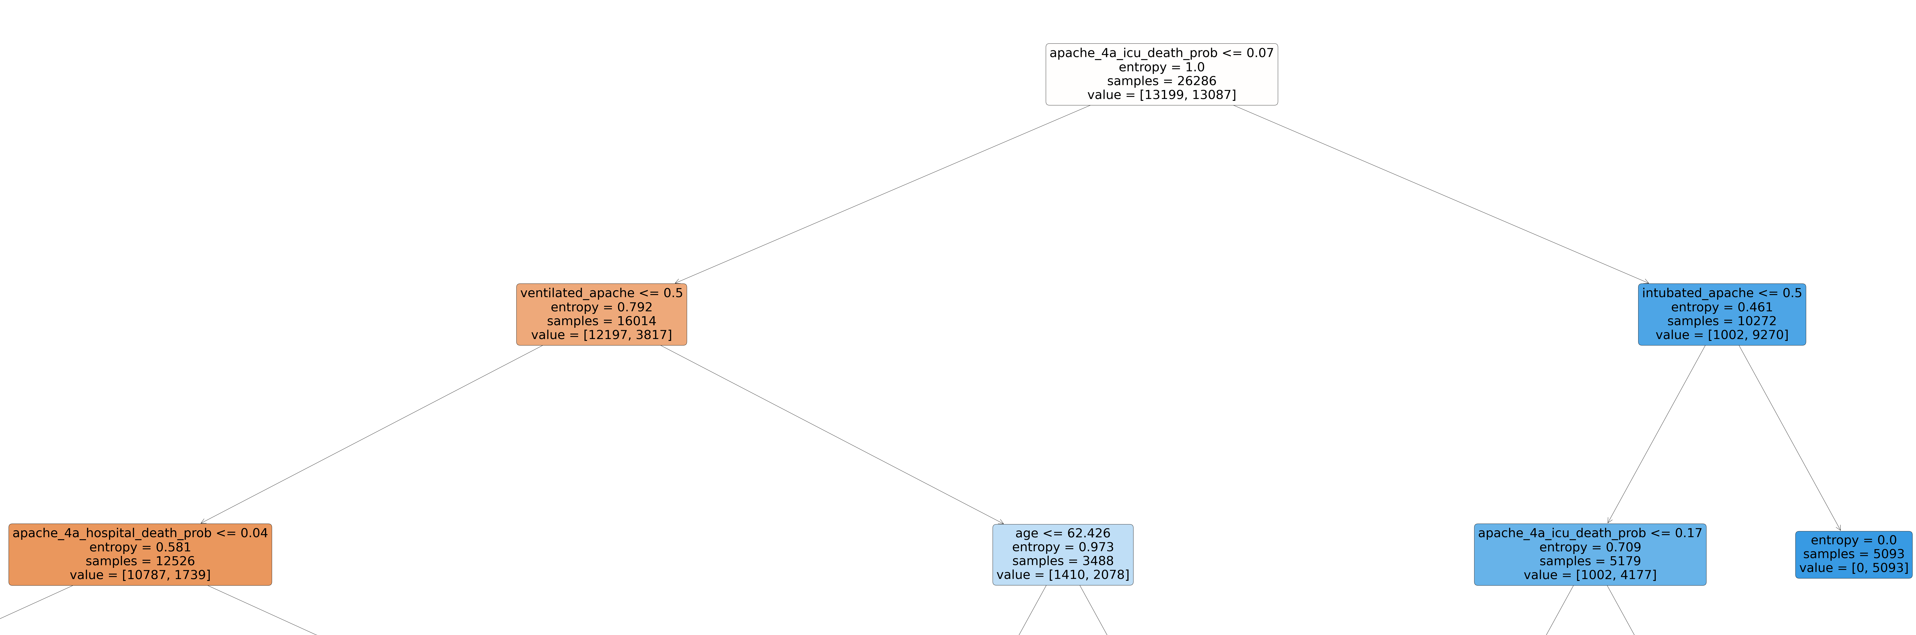 apache_4a_icu_death_prob <= 0.07
entropy = 1.0
samples = 26286
value = [13199, 13087]
ventilated_apache <= 0.5
entropy = 0.792
samples = 16014
value = [12197, 3817]
intubated_apache <= 0.5
entropy = 0.461
samples = 10272
value = [1002, 9270]
apache_4a_hospital_death_prob <= 0.04
entropy = 0.581
samples = 12526
value = [10787, 1739]
age <= 62.426
entropy = 0.973
samples = 3488
value = [1410, 2078]
apache_4a_icu_death_prob <= 0.17
entropy = 0.709
samples = 5179
value = [1002, 4177]
entropy = 0.0
samples = 5093
value = [0, 5093]